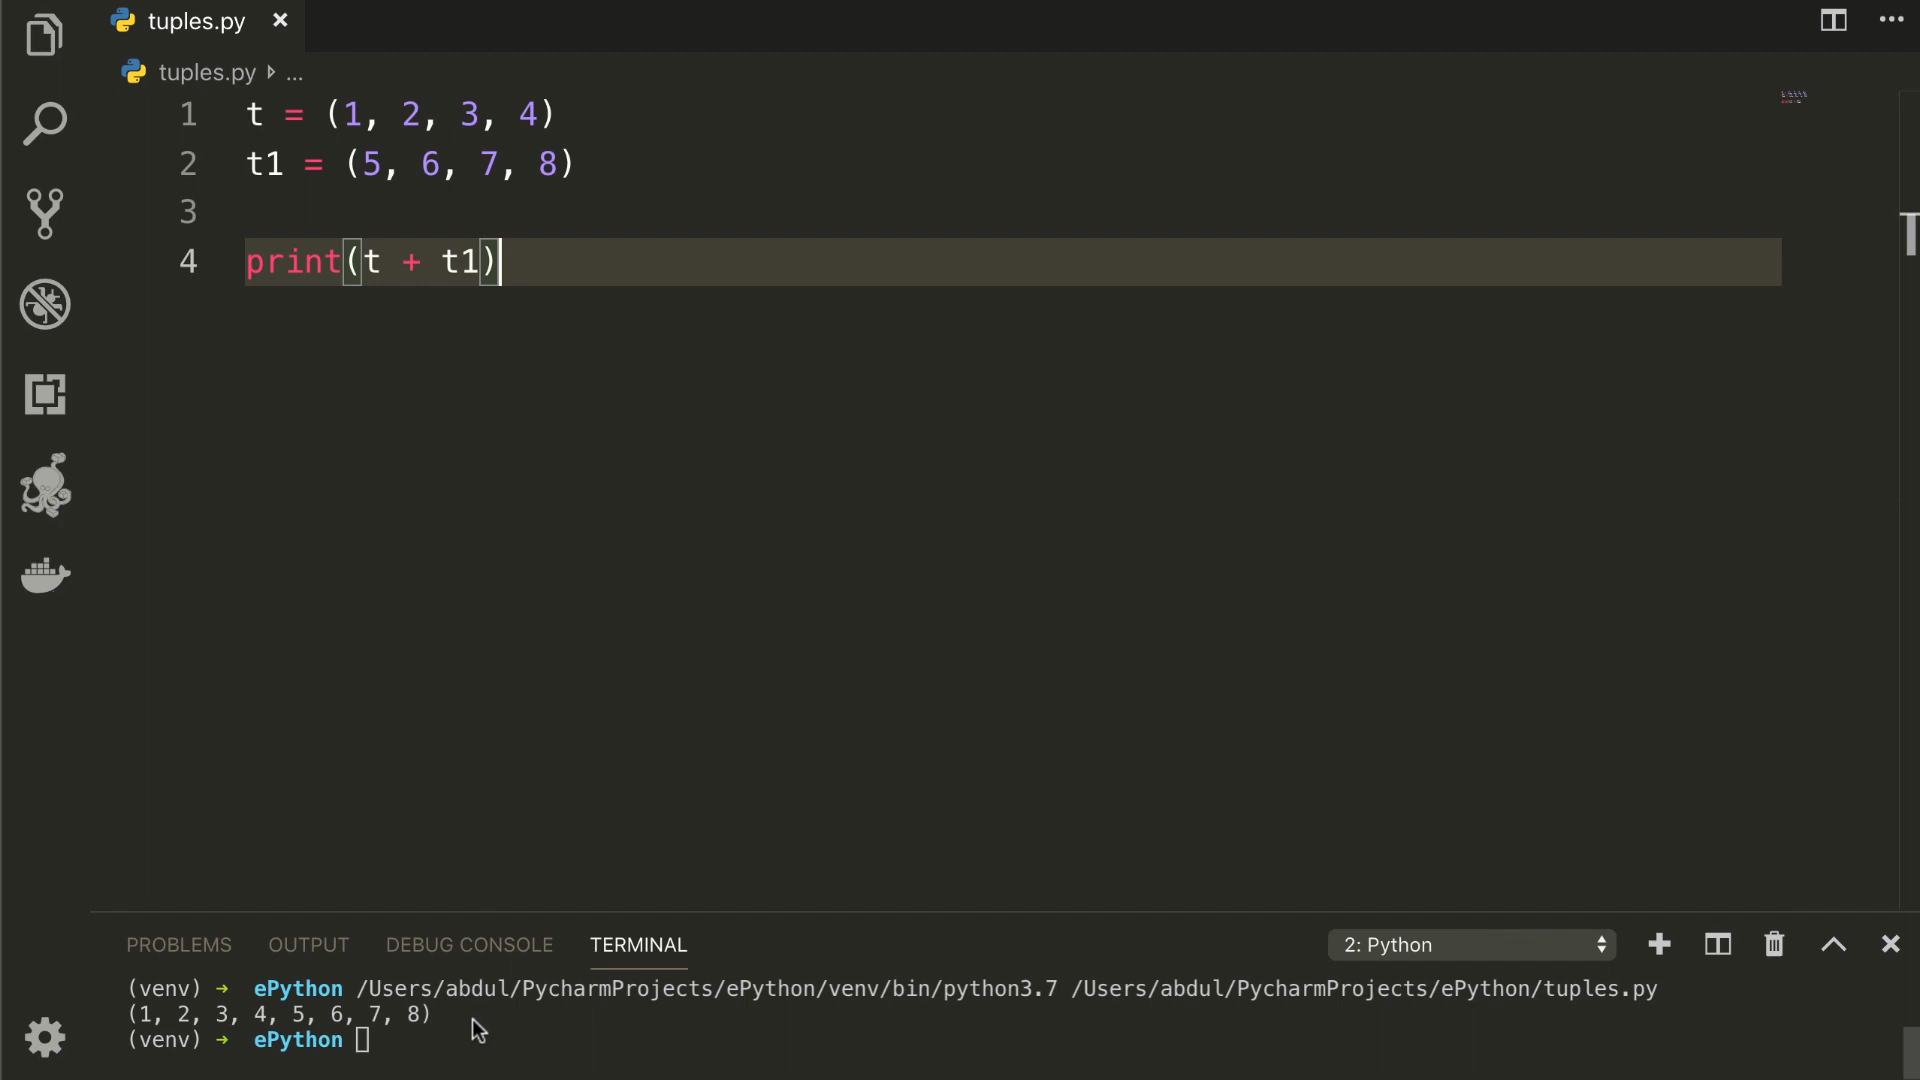 tuples.py
tuples.py ...
1 t = (1, 2, 3, 4)
2 t1 = (5, 6, 7, 8)
3
4 print(t + t1)
PROBLEMS OUTPUT DEBUG CONSOLE TERMINAL 2: Python
(venv) → ePython /Users/abdul/PycharmProjects/ePython/venv/bin/python3.7 /Users/abdul/PycharmProjects/ePython/tuples.py
(1, 2, 3, 4, 5, 6, 7, 8)
(venv) → ePython